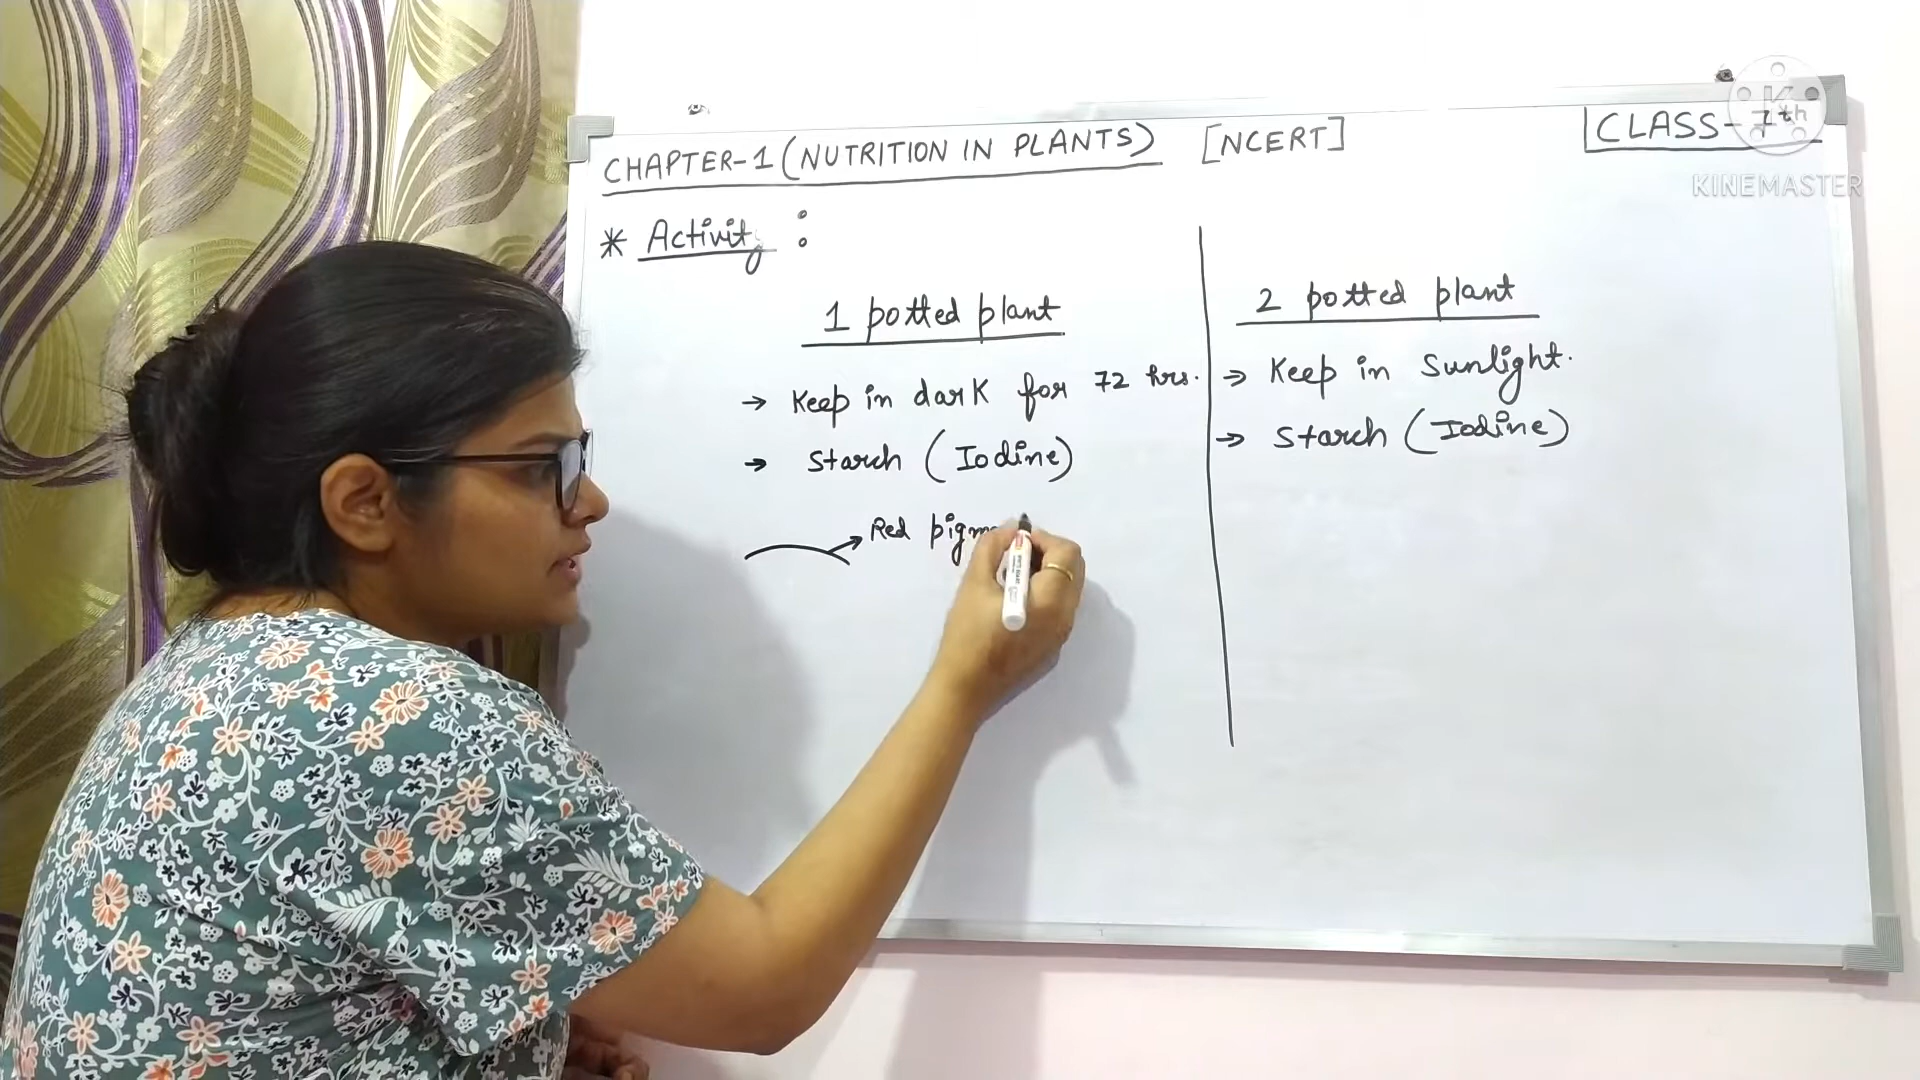 CHAPTER-1 (NUTRITION IN PLANTS) [NCERT]
CLASS-7th
KINEMASTER
* Activity :
1 potted plant
→ Keep in dark for 72 hrs.
→ Starch (Iodine)
→ Red
2 potted plant
→ Keep in Sunlight.
→ Starch (Iodine)